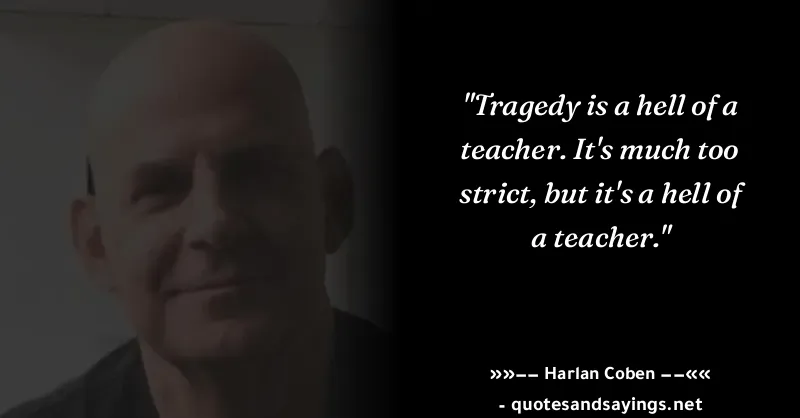 "Tragedy is a hell of a
teacher. It's much too
strict, but it's a hell of
a teacher."
»»–– Harlan Coben ––««
- quotesandsayings.net